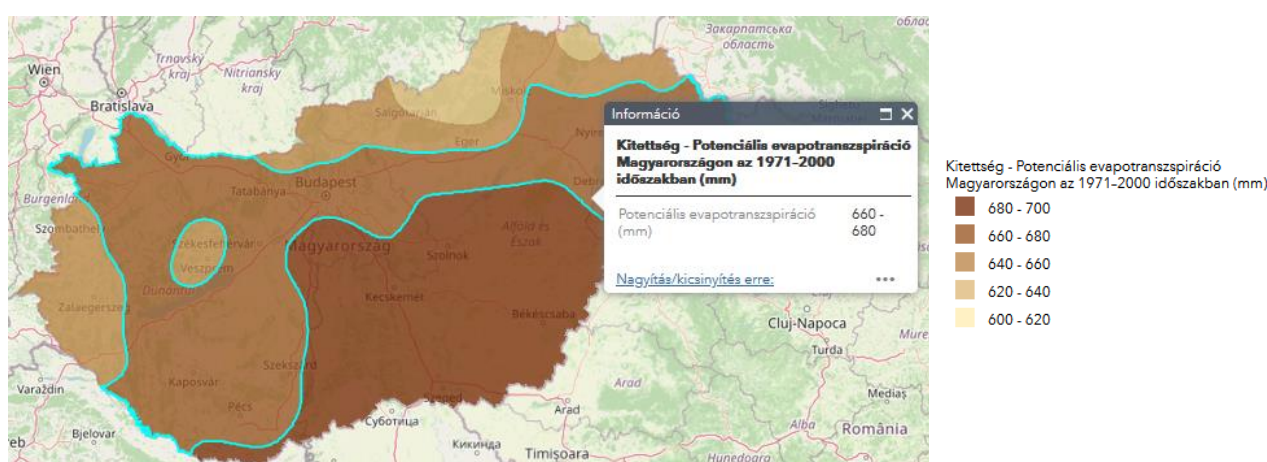 Закарпатська
область
Trnavský
kraj
Nitriansky
kraj
Wien
Bratislava
Miskolc
Salgótarján
Eger
Győr
Tatabánya
Budapest
Burgenland
Szombathely
Székesfehérvár
Veszprém
Magyarország
Alföld és
Észak
Szolnok
Dunántúl
Zalaegerszeg
Kecskemét
Békéscsaba
Cluj-Napoca
Turda
Szekszárd
Varaždin
Kaposvár
Pécs
Szeged
Arad
Arad
Mediaș
Суботица
Alba
România
Bjelovar
Кикинда
Timișoara
Hunedoara
Információ
Kitettség - Potenciális evapotranszspiráció
Magyarországon az 1971-2000
időszakban (mm)
Potenciális evapotranszspiráció
(mm)
660 -
680
Nagyítás/kicsinyítés erre:
Kitettség - Potenciális evapotranszspiráció
Magyarországon az 1971-2000 időszakban (mm)
680 - 700
660 - 680
640 - 660
620 - 640
600 - 620